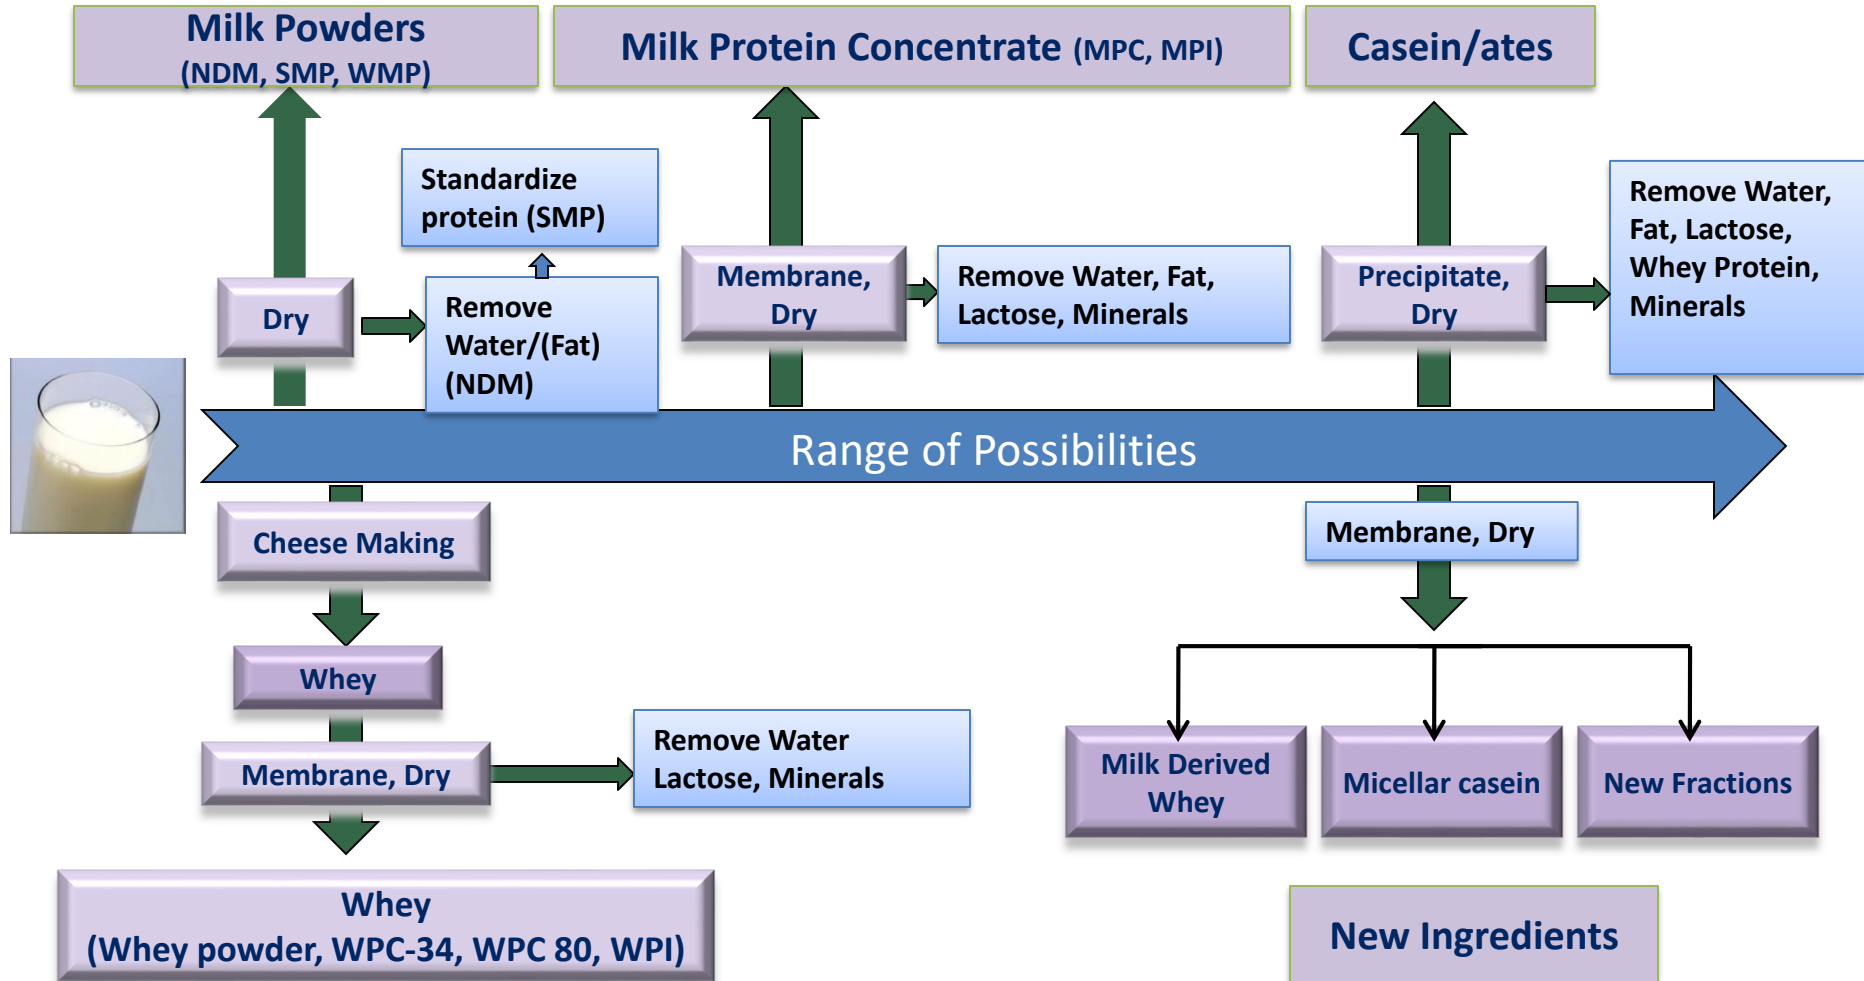 Milk Powders
(NDM, SMP, WMP)
Milk Protein Concentrate (MPC, MPI)
Casein/ates
Standardize
protein (SMP)
Dry
Remove
Water/(Fat)
(NDM)
Membrane,
Dry
Remove Water, Fat,
Lactose, Minerals
Precipitate,
Dry
Remove Water,
Fat, Lactose,
Whey Protein,
Minerals
Range of Possibilities
Cheese Making
Whey
Membrane, Dry
Remove Water
Lactose, Minerals
Whey
(Whey powder, WPC-34, WPC 80, WPI)
Membrane, Dry
Milk Derived
Whey
Micellar casein
New Fractions
New Ingredients